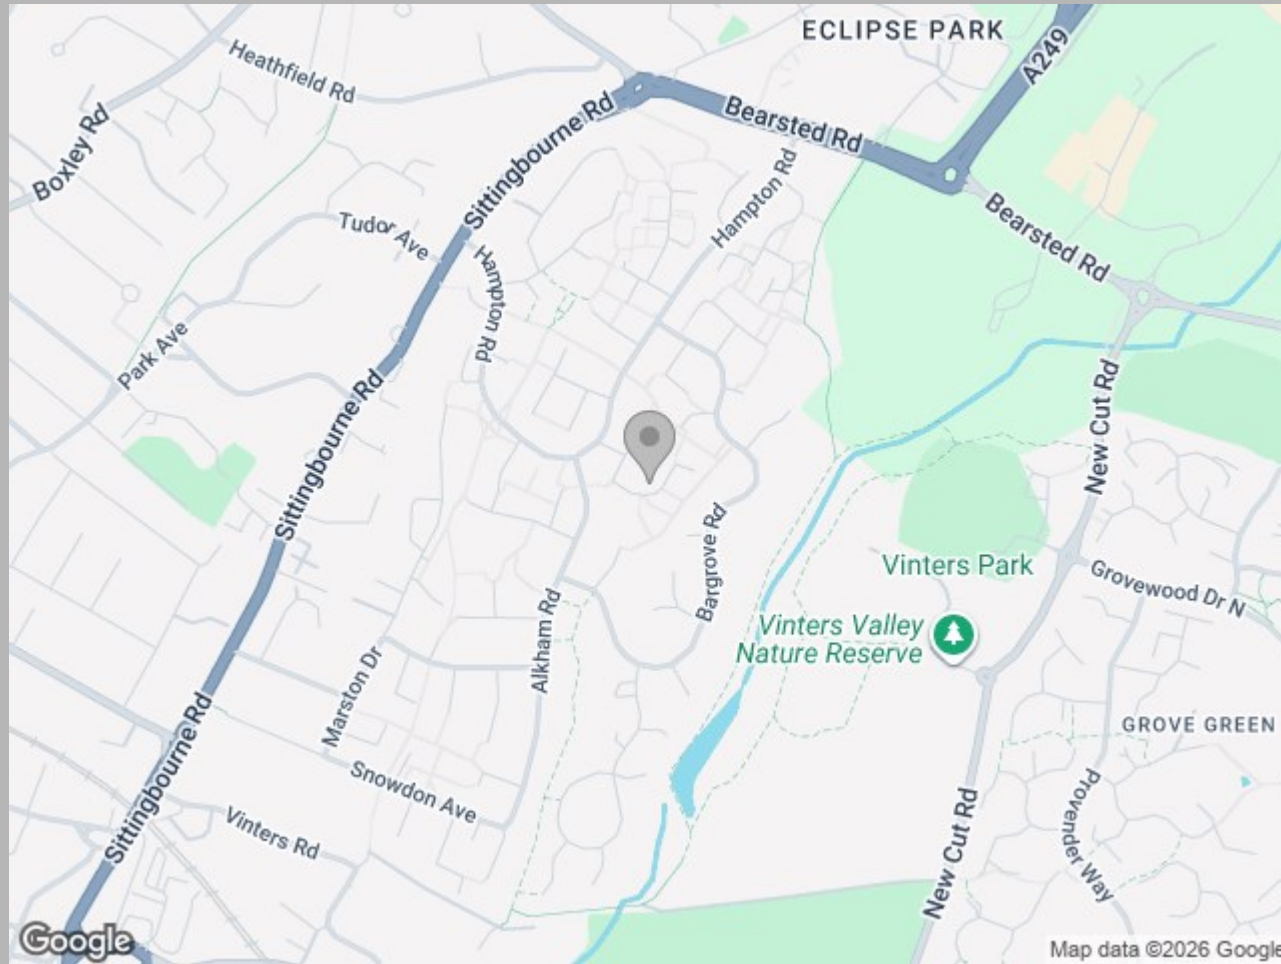 ECLIPSE PARK
A249
Heathfield Rd
Boxley Rd
Sittingbourne Rd
Bearsted Rd
Hampton Rd
Tudor Ave
Hampton Rd
Bearsted Rd
Park Ave
Sittingbourne Rd
New Cut Rd
Bargrove Rd
Vinters Park
Grovewood Dr N
Alkham Rd
Vinters Valley
Nature Reserve
Marston Dr
Sittingbourne Rd
GROVE GREEN
Snowdon Ave
Vinters Rd
New Cut Rd
Provender Way
Google
Map data ©2026 Google